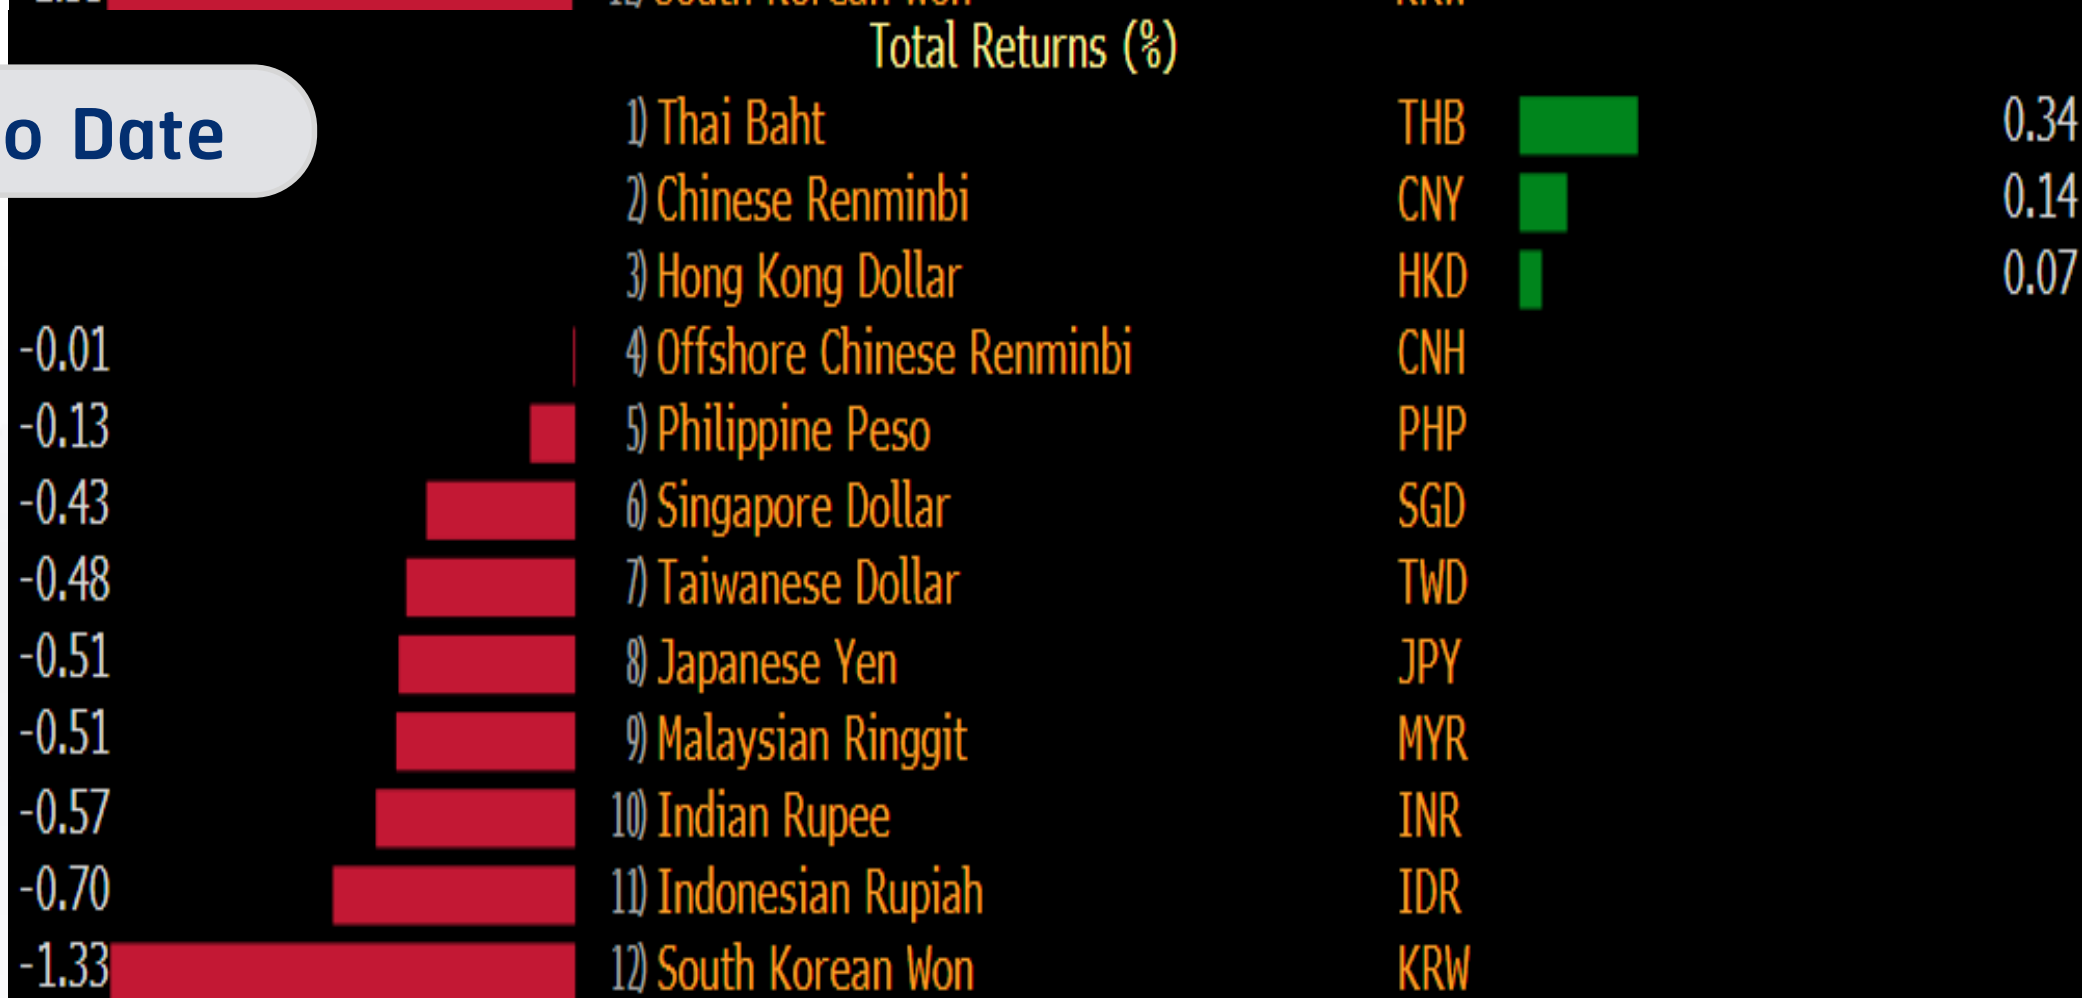 South Korean Won
Total Returns (%)
o Date
1) Thai Baht THB 0.34
2) Chinese Renminbi CNY 0.14
3) Hong Kong Dollar HKD 0.07
-0.01 4) Offshore Chinese Renminbi CNH
-0.13 5) Philippine Peso PHP
-0.43 6) Singapore Dollar SGD
-0.48 7) Taiwanese Dollar TWD
-0.51 8) Japanese Yen JPY
-0.51 9) Malaysian Ringgit MYR
-0.57 10) Indian Rupee INR
-0.70 11) Indonesian Rupiah IDR
-1.33 12) South Korean Won KRW